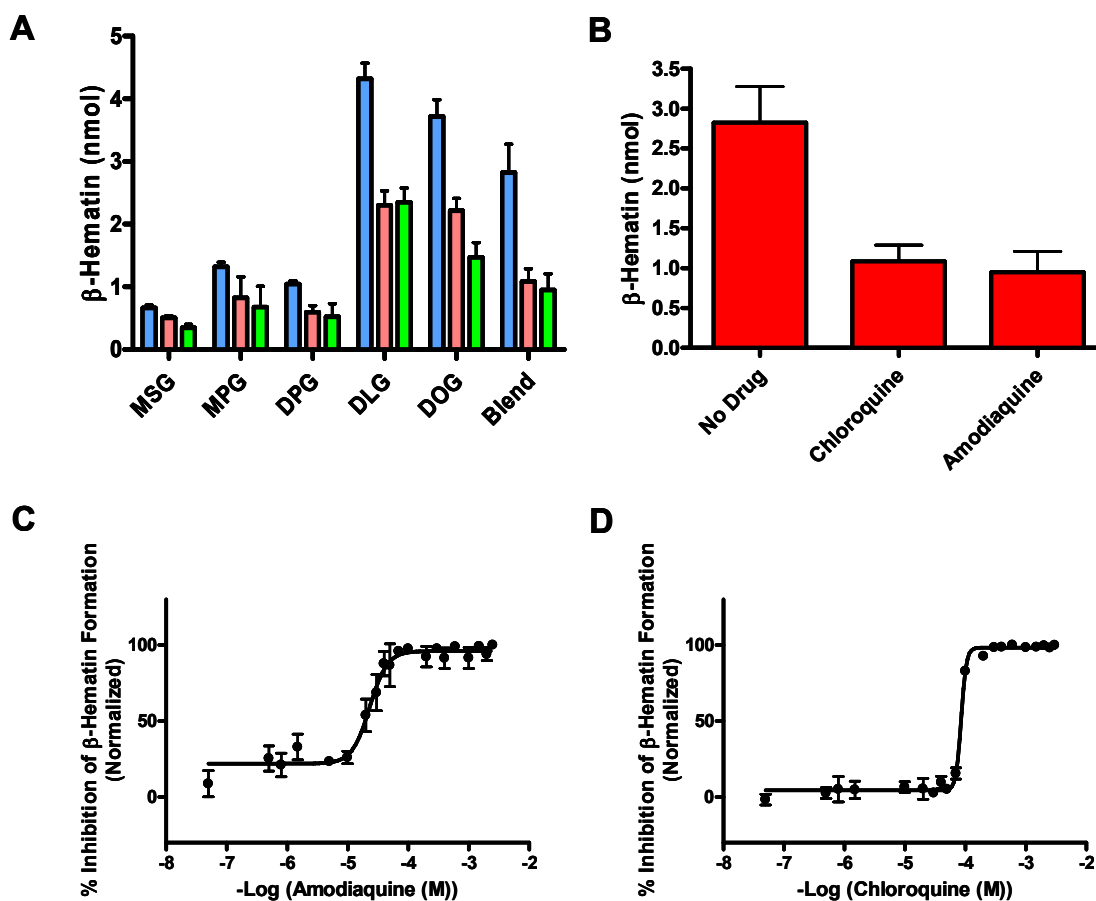 A
β-Hematin (nmol)
5
4
3
2
1
0
MSG
MPG
DPG
DLG
DOG
Blend
B
β-Hematin (nmol)
3.5
3.0
2.5
2.0
1.5
1.0
0.5
0.0
No Drug
Chloroquine
Amodiaquine
C
% Inhibition of β-Hematin Formation
(Normalized)
100
50
0
-8 -7 -6 -5 -4 -3 -2
-Log (Amodiaquine (M))
D
% Inhibition of β-Hematin Formation
(Normalized)
100
50
0
-8 -7 -6 -5 -4 -3 -2
-Log (Chloroquine (M))